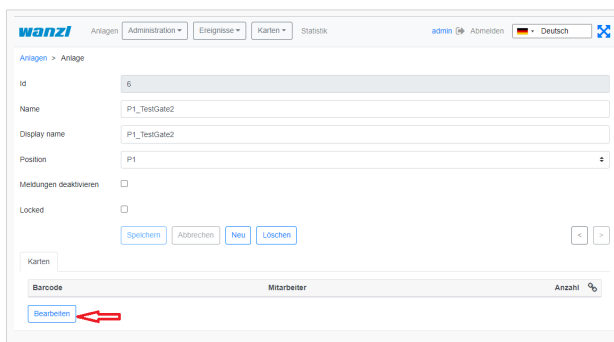 wanzl Anlagen Administration Ereignisse Karten Statistik admin Abmelden Deutsch
Anlagen > Anlage
Id 6
Name P1_TestGate2
Display name P1_TestGate2
Position P1
Meldungen deaktivieren
Locked
Speichern Abbrechen Neu Löschen < >
Karten
Barcode Mitarbeiter Anzahl
Bearbeiten